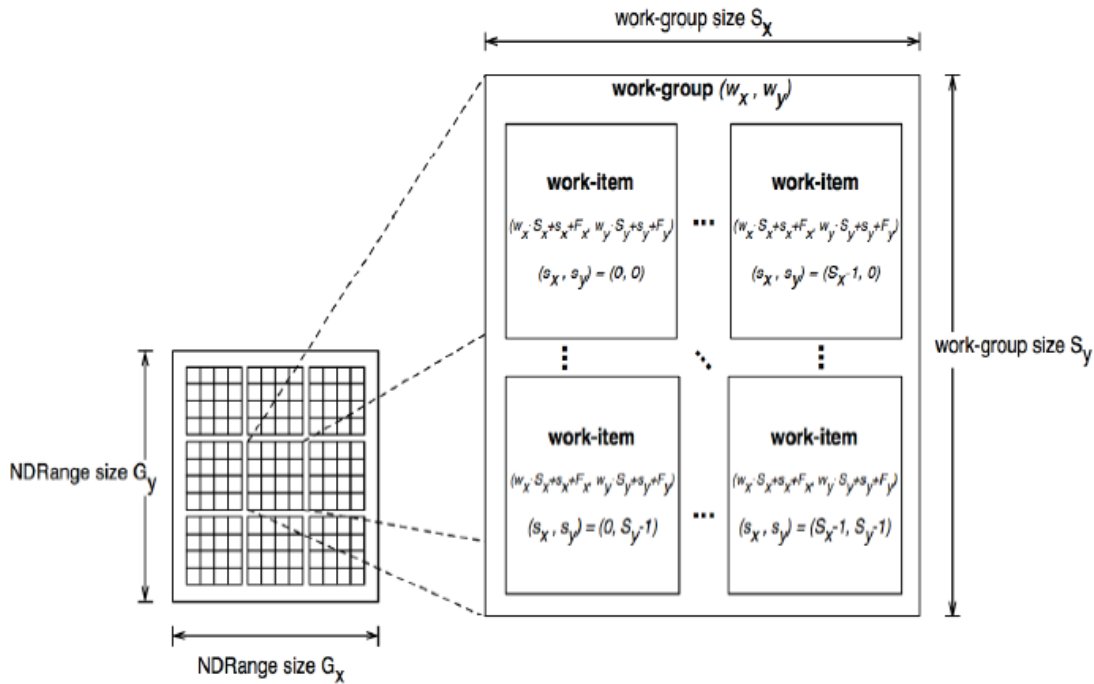 work-group size Sx
work-group (wx , wy)
work-item
work-item
(wx·Sx+sx+Fx, wy·Sy+sy+Fy)
...
(wx·Sx+sx+Fx, wy·Sy+sy+Fy)
(sx , sy) = (0, 0)
(sx , sy) = (Sx-1, 0)
work-group size Sy
work-item
work-item
NDRange size Gy
(wx·Sx+sx+Fx, wy·Sy+sy+Fy)
...
(wx·Sx+sx+Fx, wy·Sy+sy+Fy)
(sx , sy) = (0, Sy-1)
(sx , sy) = (Sx-1, Sy-1)
NDRange size Gx